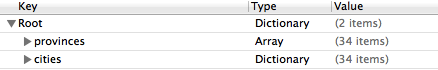 Key Type Value
Root Dictionary (2 items)
provinces Array (34 items)
cities Dictionary (34 items)